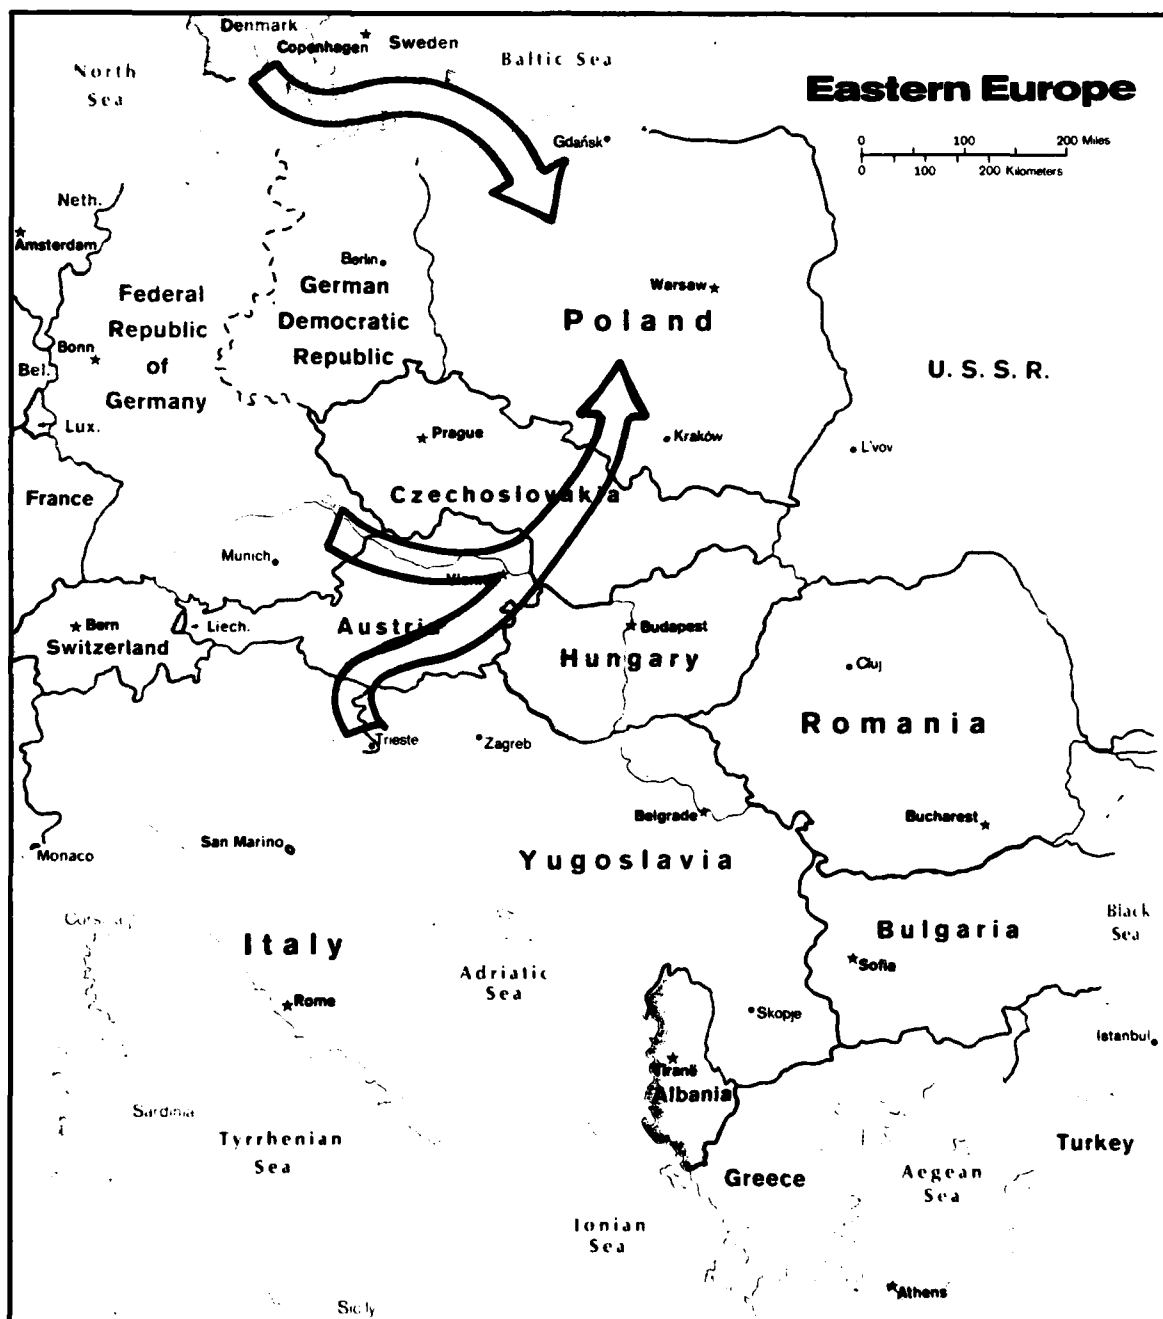 Denmark
Copenhagen
Sweden
Baltic Sea
North
Sea
Eastern Europe
0 100 200 Miles
0 100 200 Kilometers
Gdańsk
Neth.
Amsterdam
Berlin
German
Democratic
Republic
Federal
Republic
of
Germany
Warsaw
Poland
Bonn
Bel.
U. S. S. R.
Lux.
Prague
Kraków
L'vov
France
Czechoslovakia
Munich
Bern
Switzerland
Liech.
Austria
Budapest
Hungary
Cluj
Romania
Trieste
Zagreb
Belgrade
Bucharest
San Marino
Monaco
Yugoslavia
Italy
Adriatic
Sea
Black
Sea
Bulgaria
Sofia
Rome
Skopje
Istanbul
Tiranë
Albania
Sardinia
Tyrrhenian
Sea
Turkey
Greece
Aegean
Sea
Ionian
Sea
Athens
Sicily